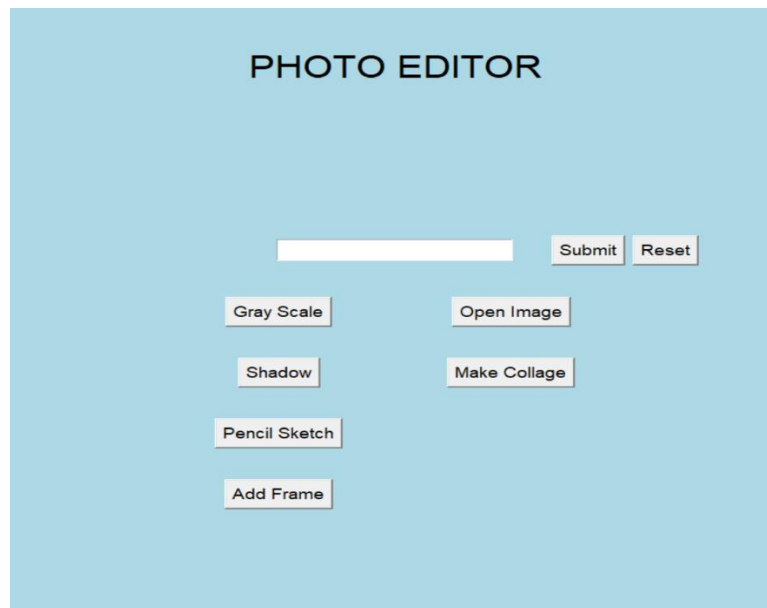 PHOTO EDITOR
Submit Reset
Gray Scale Open Image
Shadow Make Collage
Pencil Sketch
Add Frame